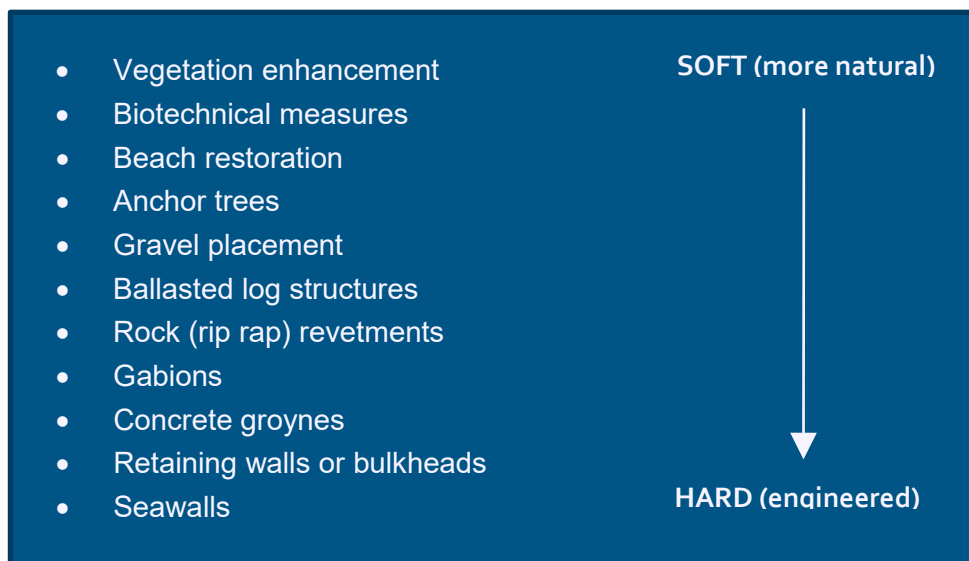 • Vegetation enhancement
• Biotechnical measures
• Beach restoration
• Anchor trees
• Gravel placement
• Ballasted log structures
• Rock (rip rap) revetments
• Gabions
• Concrete groynes
• Retaining walls or bulkheads
• Seawalls
SOFT (more natural)
HARD (engineered)